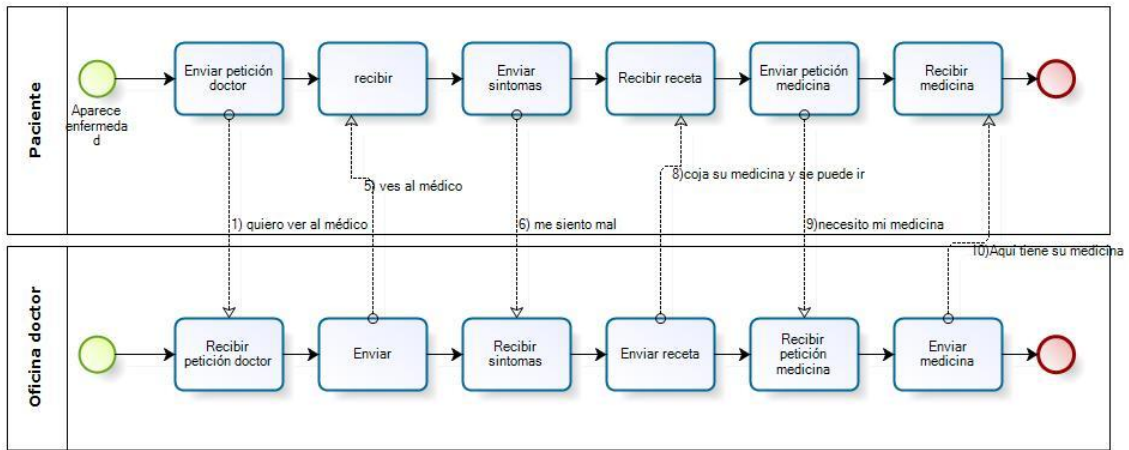 Paciente
Aparece
enfermeda
d
Enviar petición
doctor
recibir
Enviar
sintomas
Recibir receta
Enviar petición
medicina
Recibir
medicina
5) ves al médico
8)coja su medicina y se puede ir
1) quiero ver al médico
6) me siento mal
9)necesito mi medicina
10)Aquí tiene su medicina
Oficina doctor
Recibir
petición doctor
Enviar
Recibir
sintomas
Enviar receta
Recibir
petición
medicina
Enviar
medicina